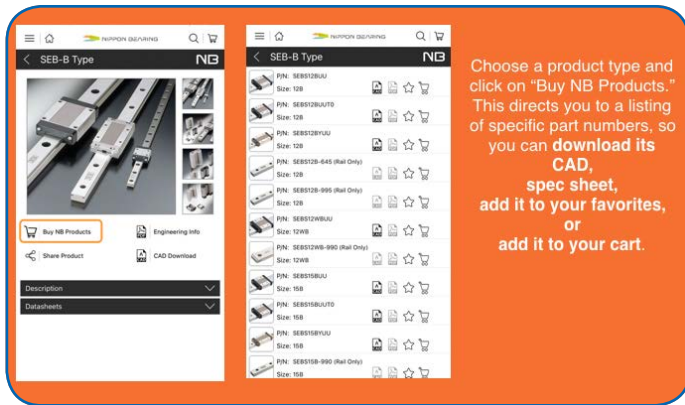 NIPPON BEARING
SEB-B Type
NB
Buy NB Products
Engineering Info
Share Product
CAD Download
Description
Datasheets
NIPPON BEARING
SEB-B Type
NB
P/N: SEBS12BUU
Size: 12B
P/N: SEBS12BUUT0
Size: 12B
P/N: SEBS12BYUU
Size: 12B
P/N: SEBS12B-645 (Rail Only)
Size: 12B
P/N: SEBS12B-995 (Rail Only)
Size: 12B
P/N: SEBS12WBUU
Size: 12WB
P/N: SEBS12WB-990 (Rail Only)
Size: 12WB
P/N: SEBS15BUU
Size: 15B
P/N: SEBS15BUUT0
Size: 15B
P/N: SEBS15BYUU
Size: 15B
P/N: SEBS15B-990 (Rail Only)
Size: 15B
Choose a product type and
click on “Buy NB Products.”
This directs you to a listing
of specific part numbers, so
you can download its
CAD,
spec sheet,
add it to your favorites,
or
add it to your cart.